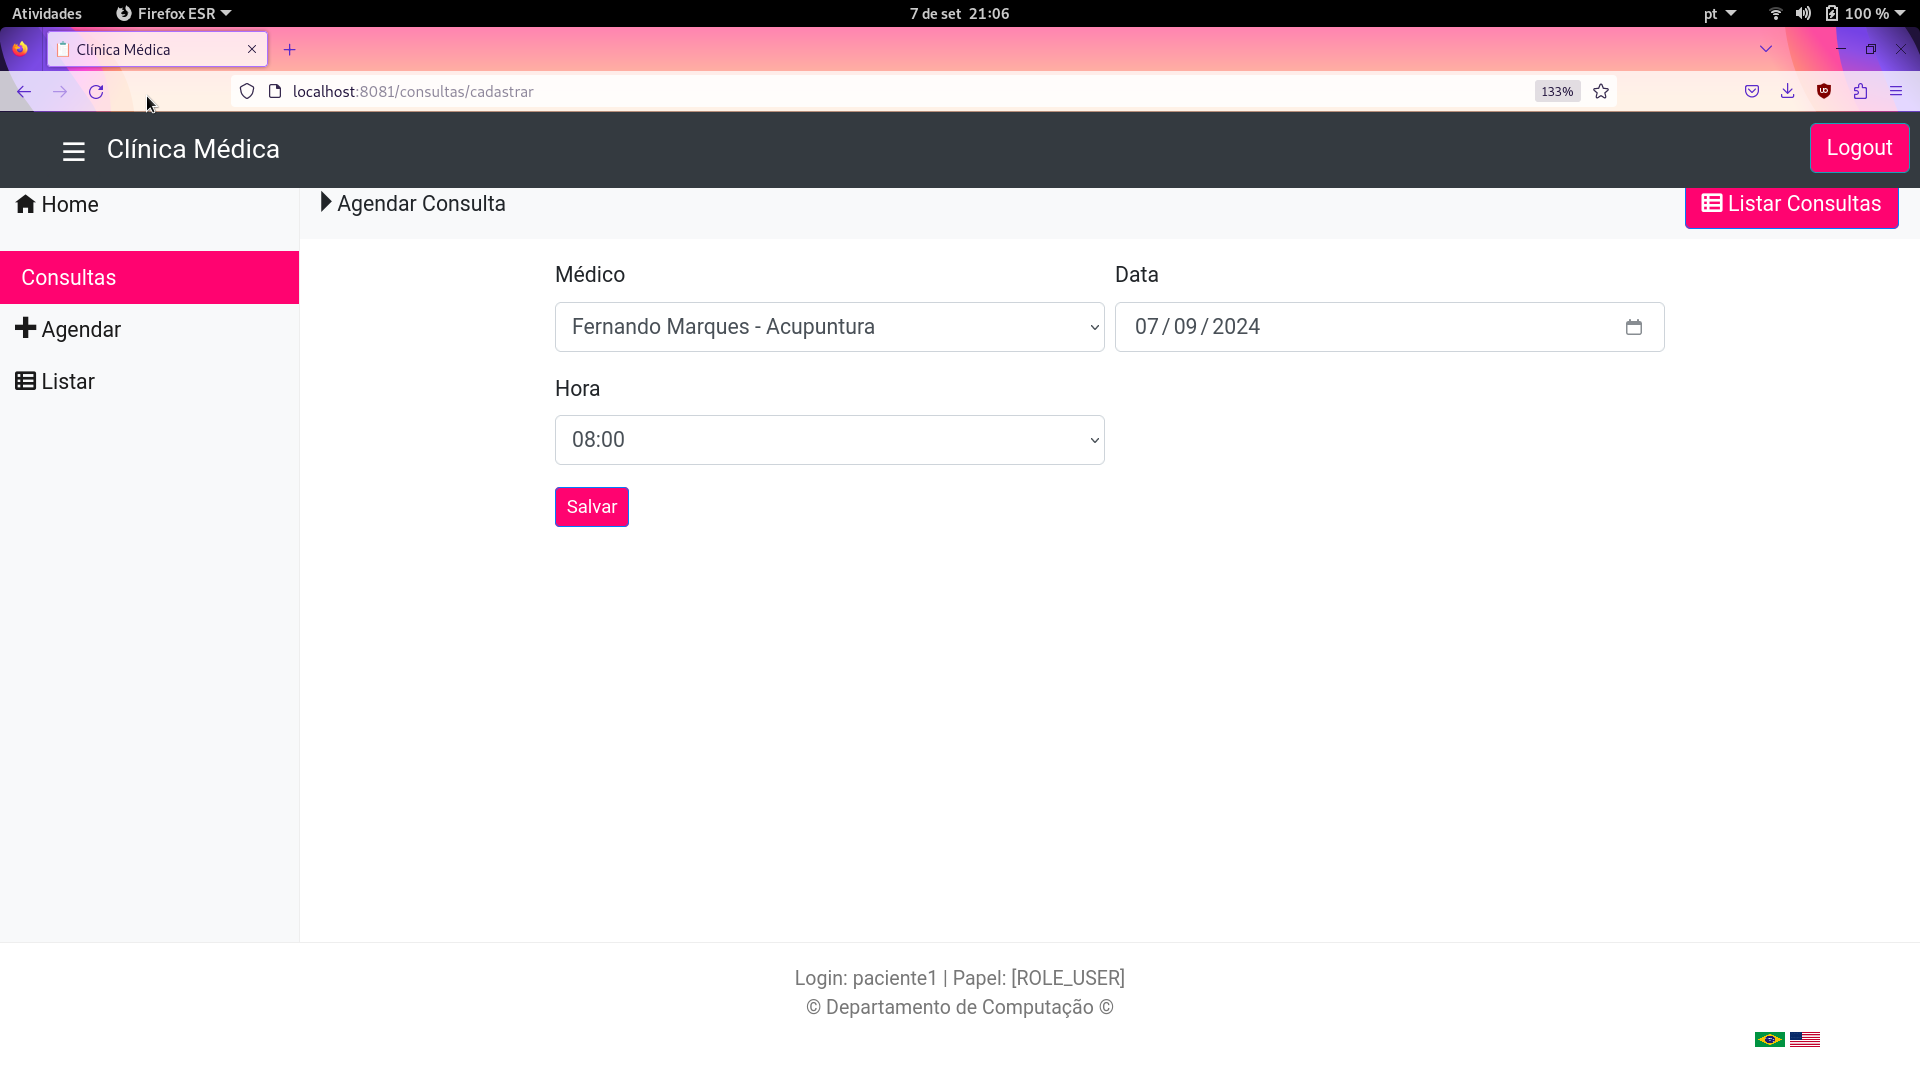 Atividades Firefox ESR 7 de set 21:06 pt 100 %
Clínica Médica
localhost:8081/consultas/cadastrar 133%
Clínica Médica Logout
Home Agendar Consulta Listar Consultas
Consultas
Agendar
Listar
Médico Data
Fernando Marques - Acupuntura 07/09/2024
Hora
08:00
Salvar
Login: paciente1 | Papel: [ROLE_USER]
© Departamento de Computação ©